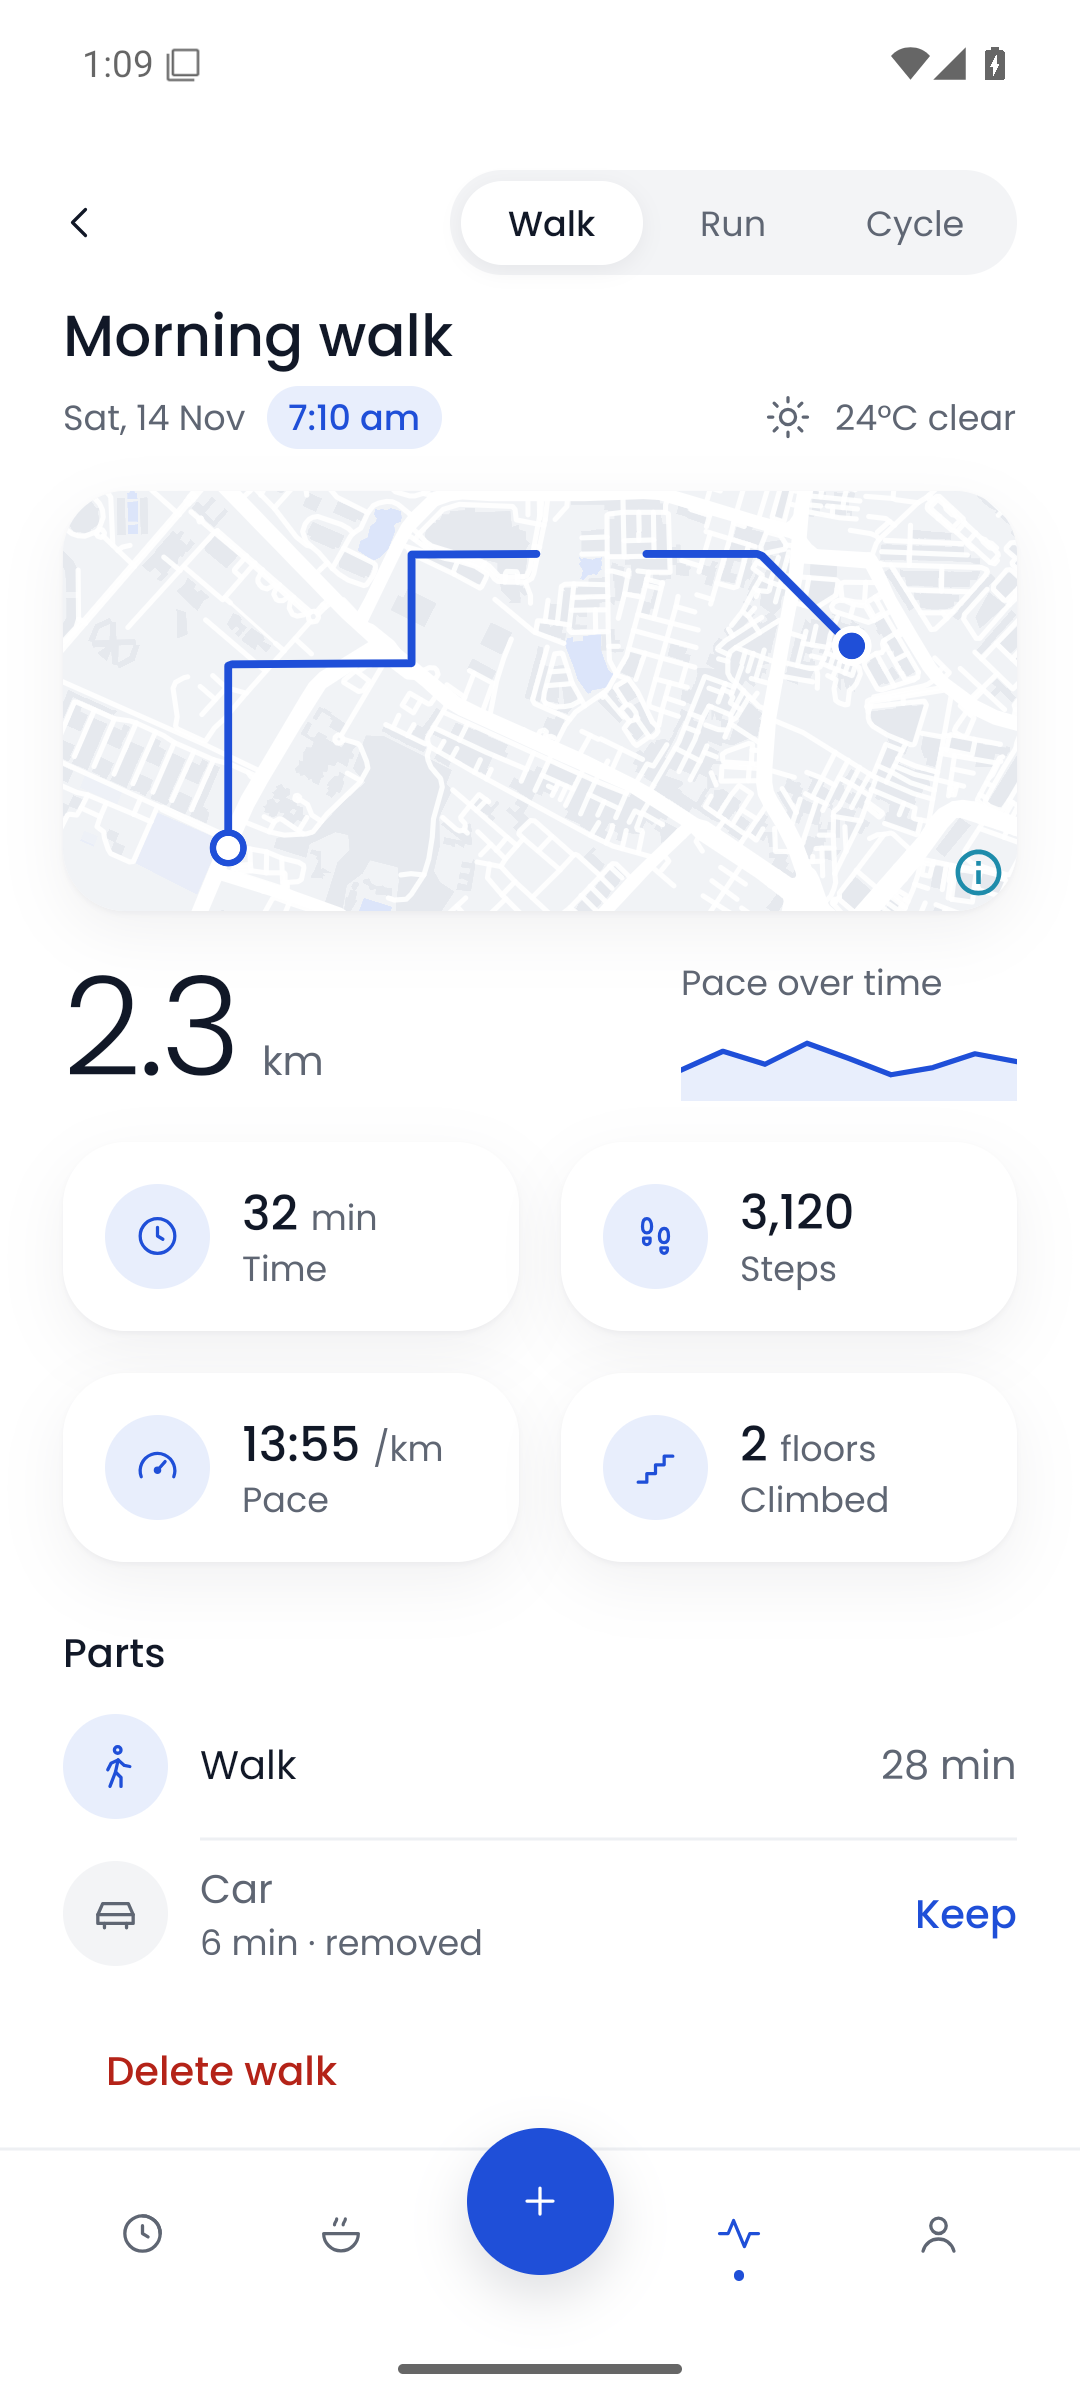 1:09
Walk Run Cycle
Morning walk
Sat, 14 Nov 7:10 am 24°C clear
2.3 km
Pace over time
32 min
Time
3,120
Steps
13:55 /km
Pace
2 floors
Climbed
Parts
Walk 28 min
Car
6 min · removed
Keep
Delete walk